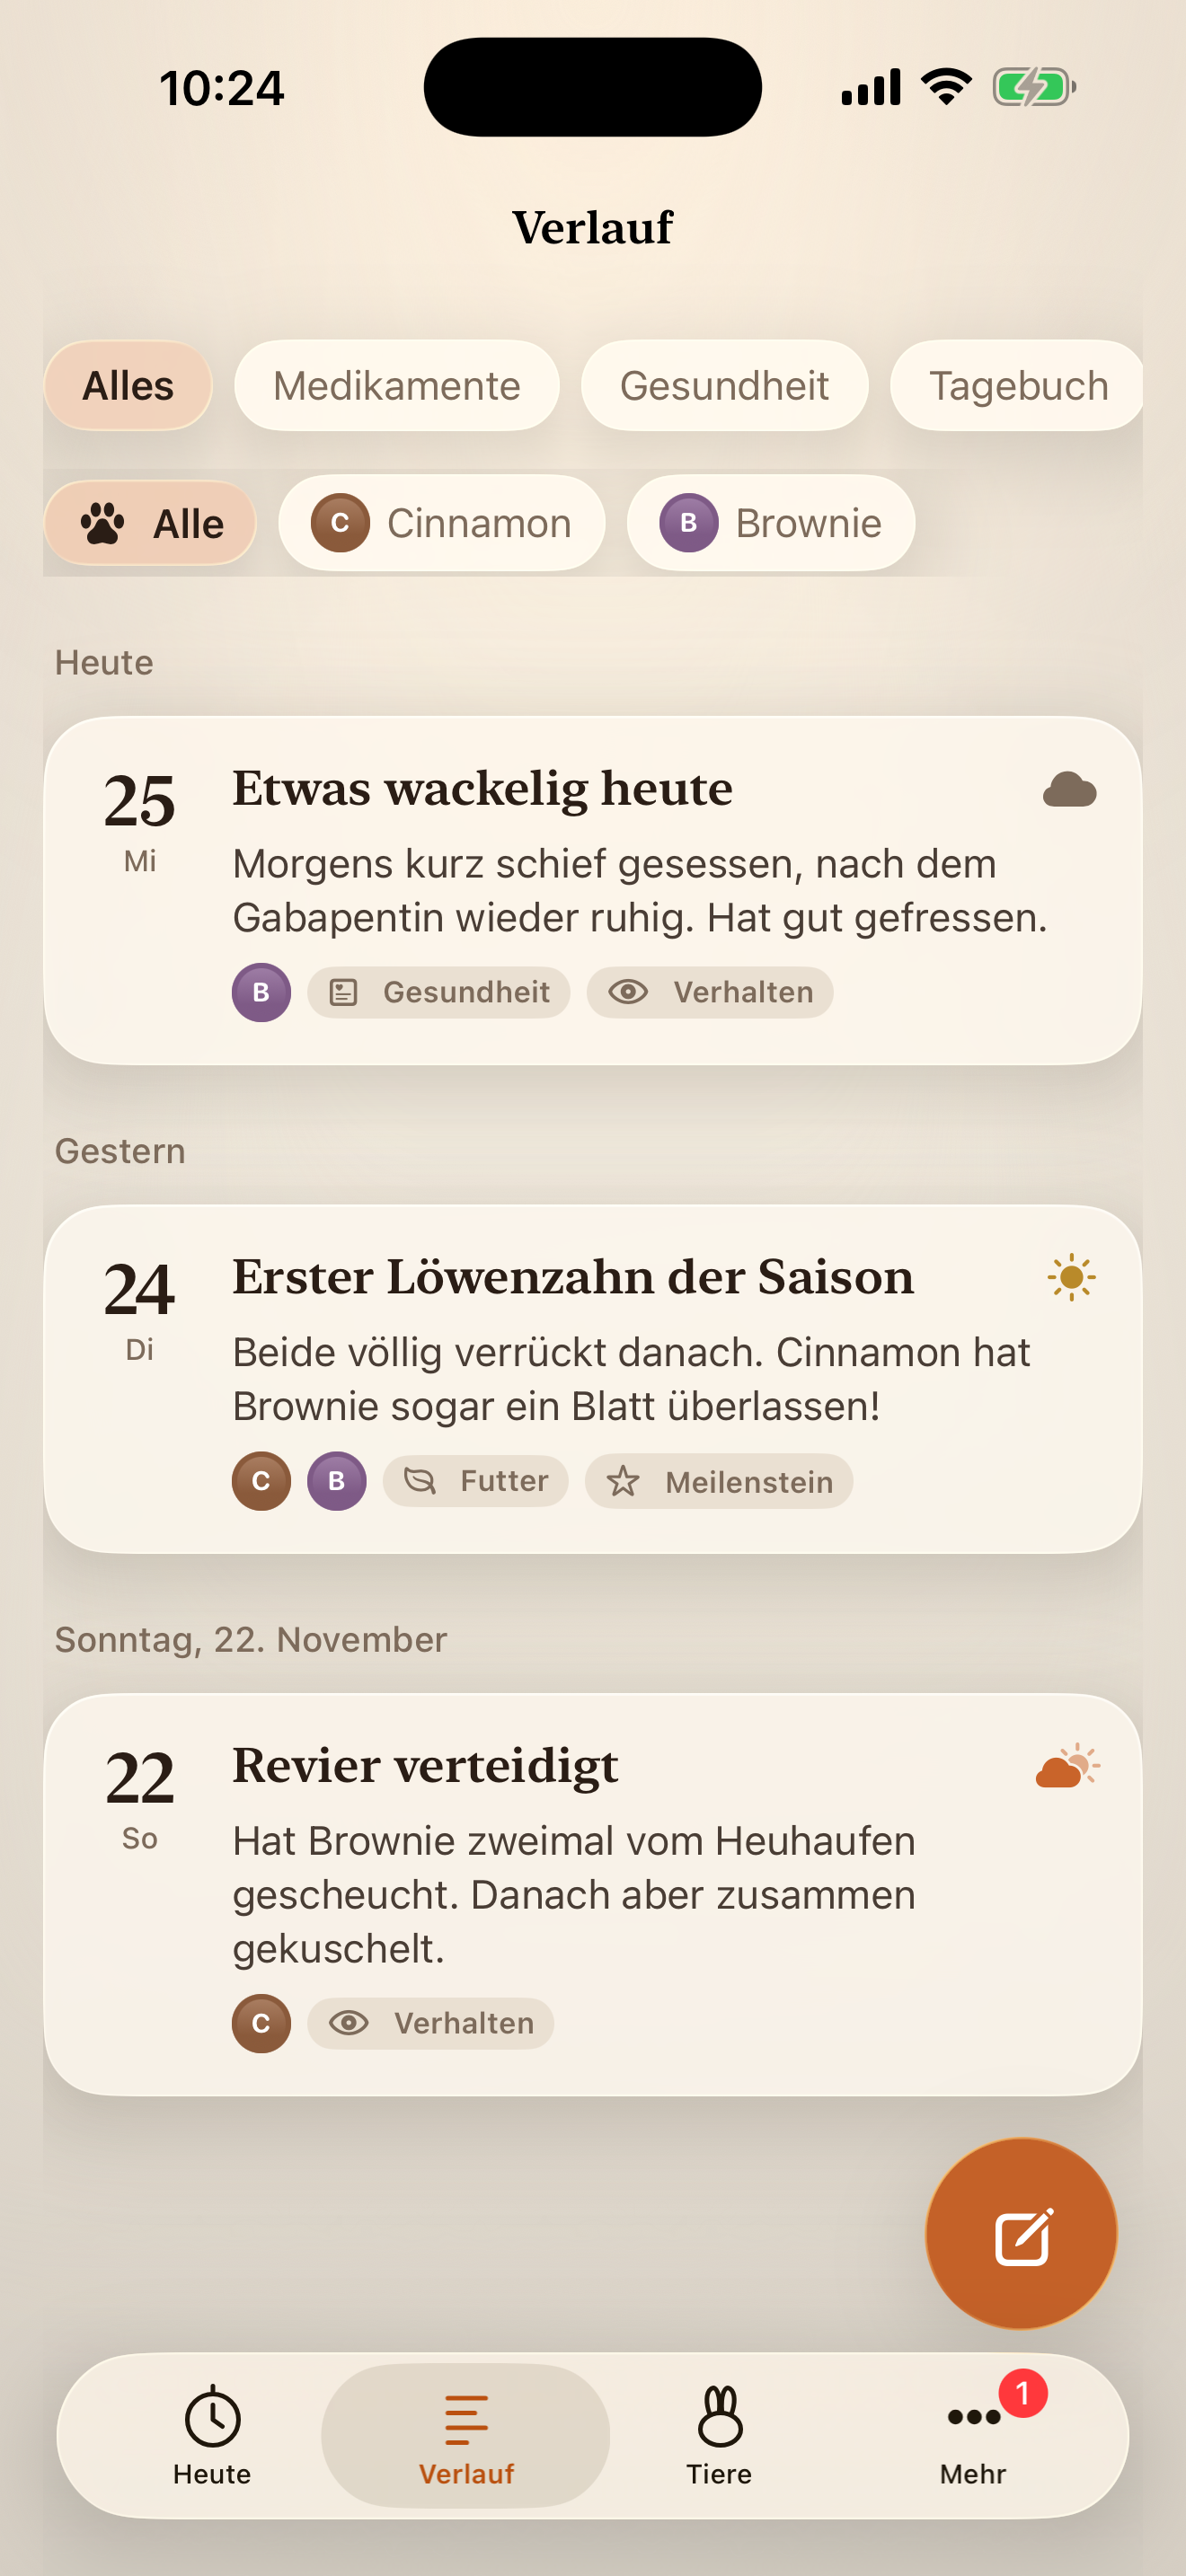 10:24
Verlauf
Alles
Medikamente
Gesundheit
Tagebuch
Alle
C
Cinnamon
B
Brownie
Heute
25
Mi
Etwas wackelig heute
Morgens kurz schief gesessen, nach dem
Gabapentin wieder ruhig. Hat gut gefressen.
B
Gesundheit
Verhalten
Gestern
24
Di
Erster Löwenzahn der Saison
Beide völlig verrückt danach. Cinnamon hat
Brownie sogar ein Blatt überlassen!
C
B
Futter
Meilenstein
Sonntag, 22. November
22
So
Revier verteidigt
Hat Brownie zweimal vom Heuhaufen
gescheucht. Danach aber zusammen
gekuschelt.
C
Verhalten
Heute
Verlauf
Tiere
1
Mehr